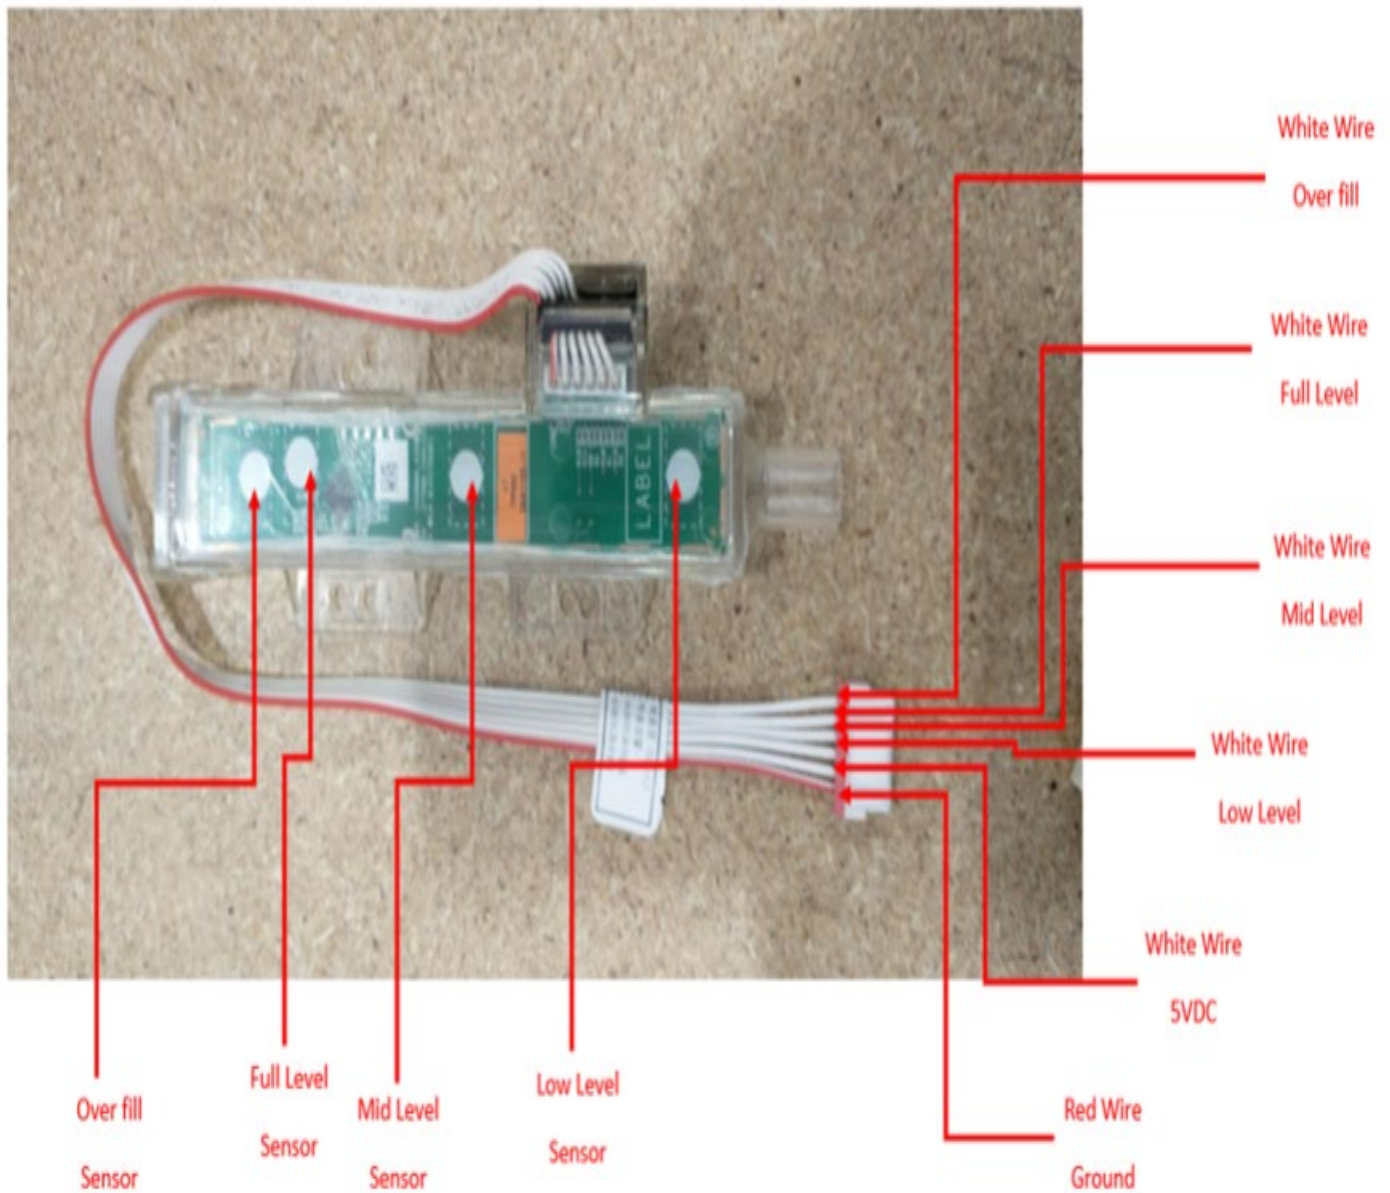 White Wire
Over fill
White Wire
Full Level
White Wire
Mid Level
LABEL
White Wire
Low Level
White Wire
5VDC
Over fill
Sensor
Full Level
Sensor
Mid Level
Sensor
Low Level
Sensor
Red Wire
Ground